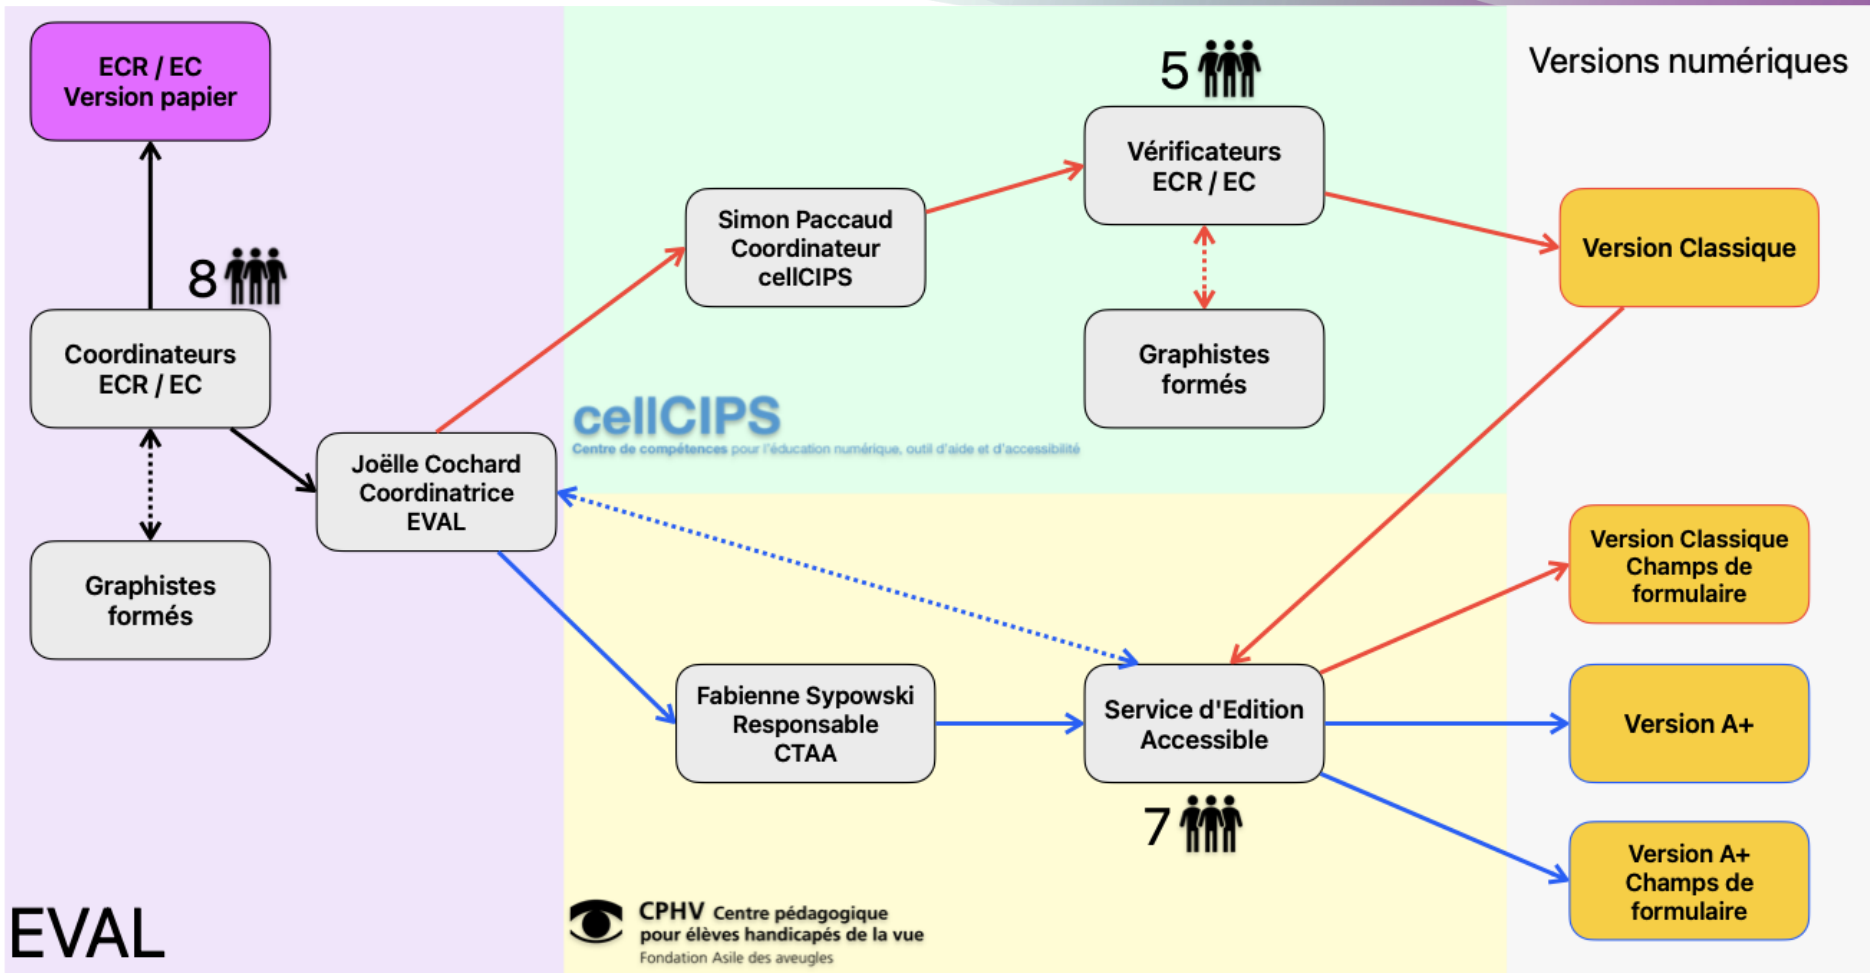 ECR / EC
Version papier
8
Coordinateurs
ECR / EC
Graphistes
formés
Joëlle Cochard
Coordinatrice
EVAL
EVAL
Simon Paccaud
Coordinateur
cellCIPS
5
Vérificateurs
ECR / EC
Graphistes
formés
cellCIPS
Centre de compétences pour l'éducation numérique, outil d'aide et d'accessibilité
Fabienne Sypowski
Responsable
CTAA
Service d'Edition
Accessible
7
CPHV Centre pédagogique
pour élèves handicapés de la vue
Fondation Asile des aveugles
Versions numériques
Version Classique
Version Classique
Champs de
formulaire
Version A+
Version A+
Champs de
formulaire